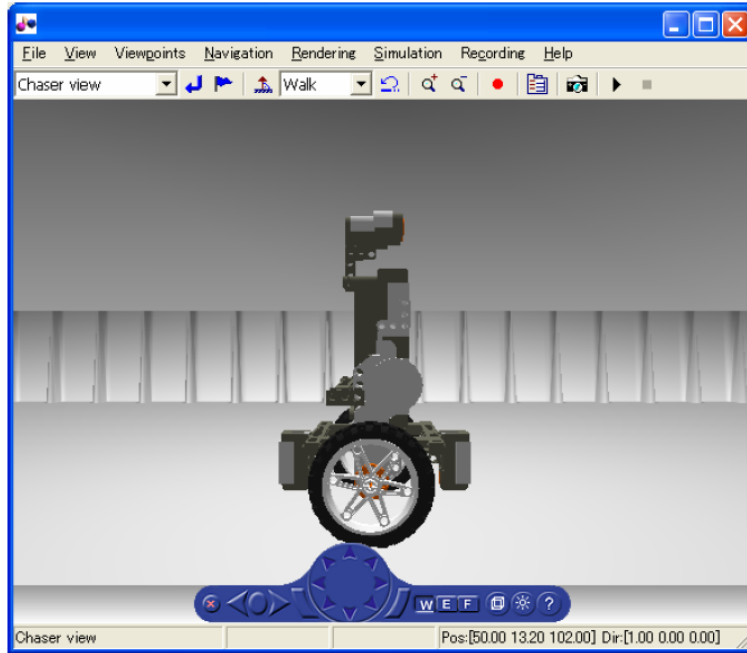 File View Viewpoints Navigation Rendering Simulation Recording Help
Chaser view Walk
W E F ?
Chaser view Pos:[50.00 13.20 102.00] Dir:[1.00 0.00 0.00]